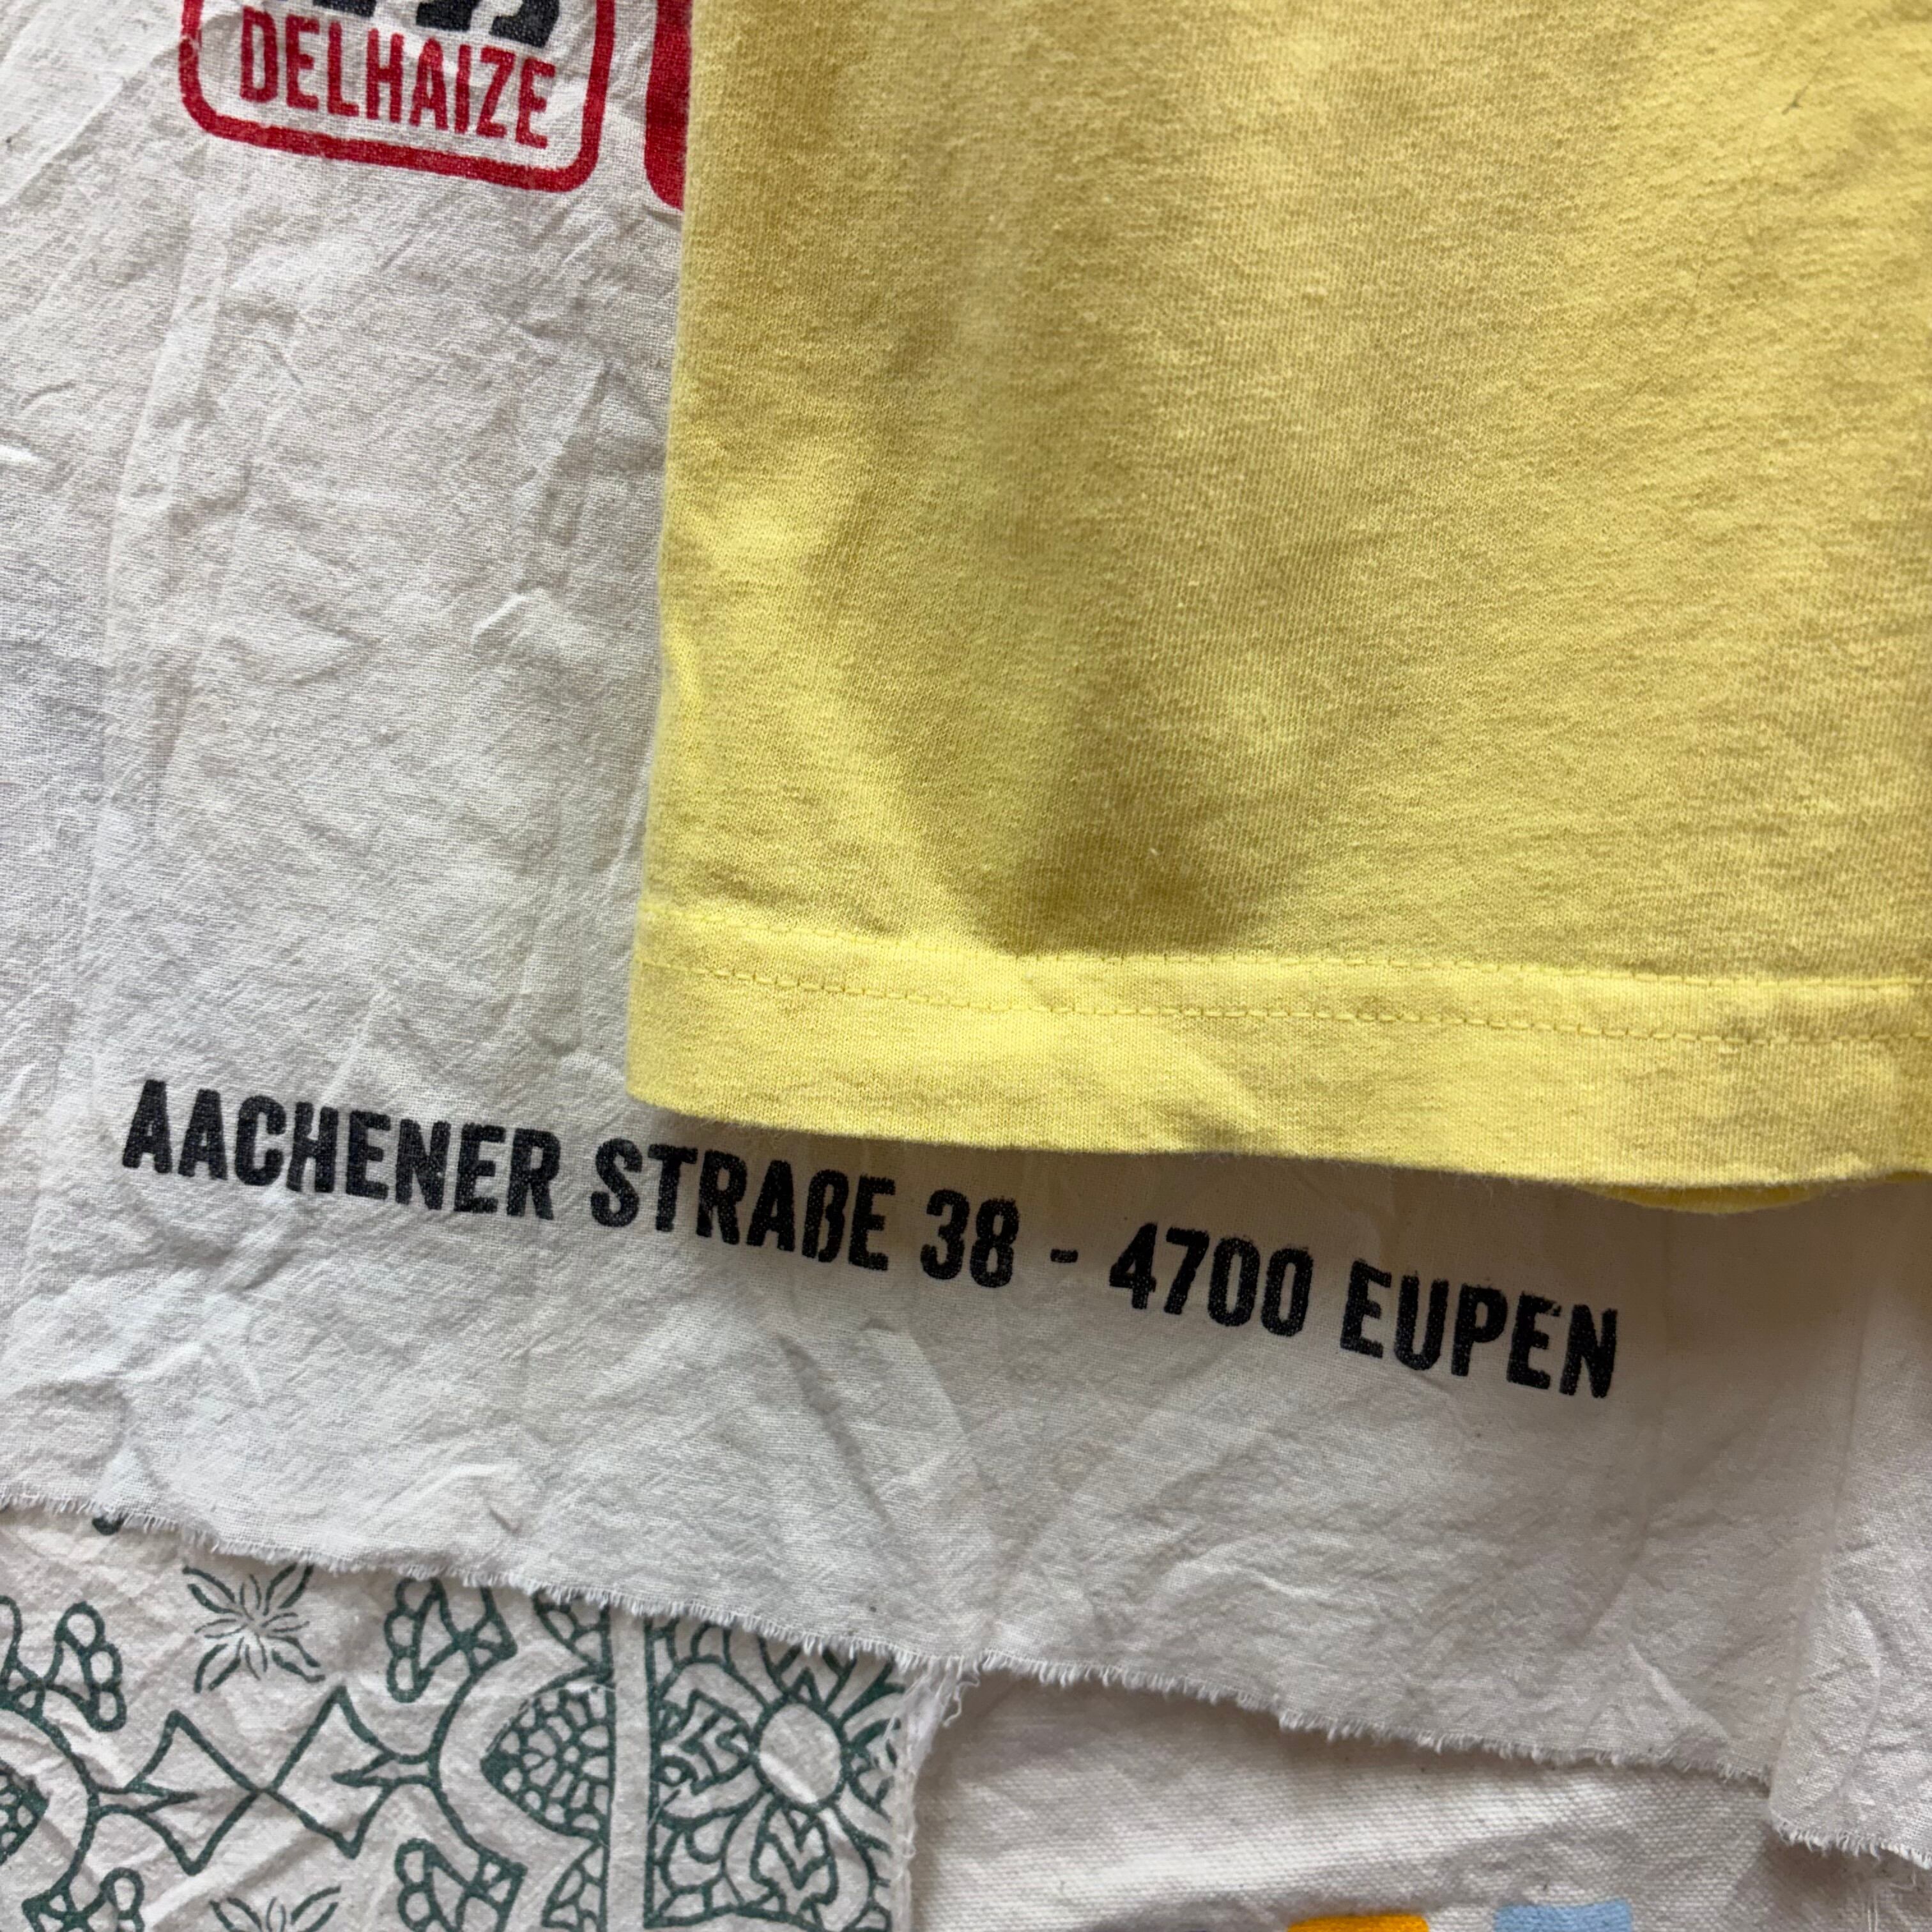 DELHAIZE
AACHENER STRAßE 38 - 4700 EUPEN